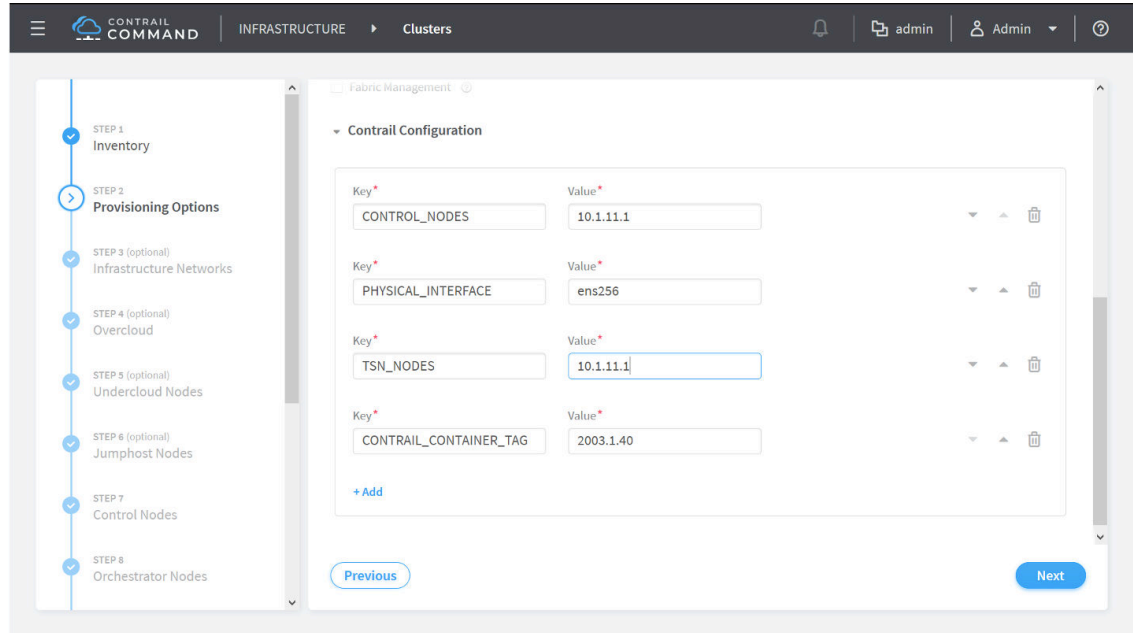 CONTRAIL
COMMAND
INFRASTRUCTURE
Clusters
admin
Admin
STEP 1
Inventory
STEP 2
Provisioning Options
STEP 3 (optional)
Infrastructure Networks
STEP 4 (optional)
Overcloud
STEP 5 (optional)
Undercloud Nodes
STEP 6 (optional)
Jumphost Nodes
STEP 7
Control Nodes
STEP 8
Orchestrator Nodes
Fabric Management
Contrail Configuration
Key* Value*
CONTROL_NODES 10.1.11.1
Key* Value*
PHYSICAL_INTERFACE ens256
Key* Value*
TSN_NODES 10.1.11.1
Key* Value*
CONTRAIL_CONTAINER_TAG 2003.1.40
+ Add
Previous
Next